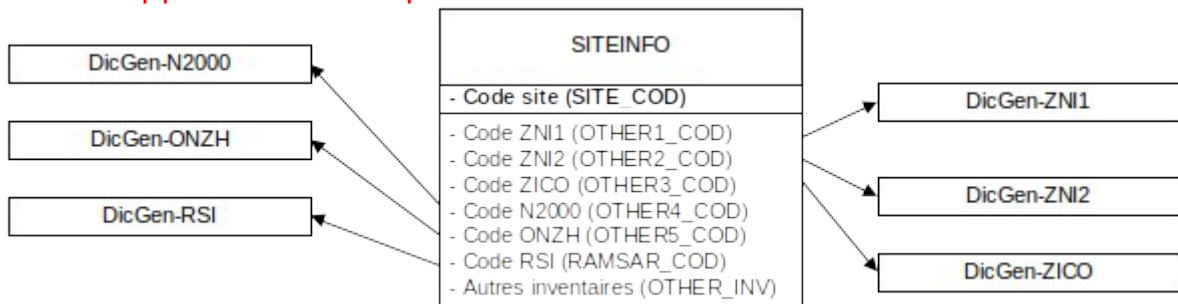 SITEINFO
DicGen-N2000
DicGen-ONZH
DicGen-RSI
- Code site (SITE_COD)
- Code ZNI1 (OTHER1_COD)
- Code ZNI2 (OTHER2_COD)
- Code ZICO (OTHER3_COD)
- Code N2000 (OTHER4_COD)
- Code ONZH (OTHER5_COD)
- Code RSI (RAMSAR_COD)
- Autres inventaires (OTHER_INV)
DicGen-ZNI1
DicGen-ZNI2
DicGen-ZICO